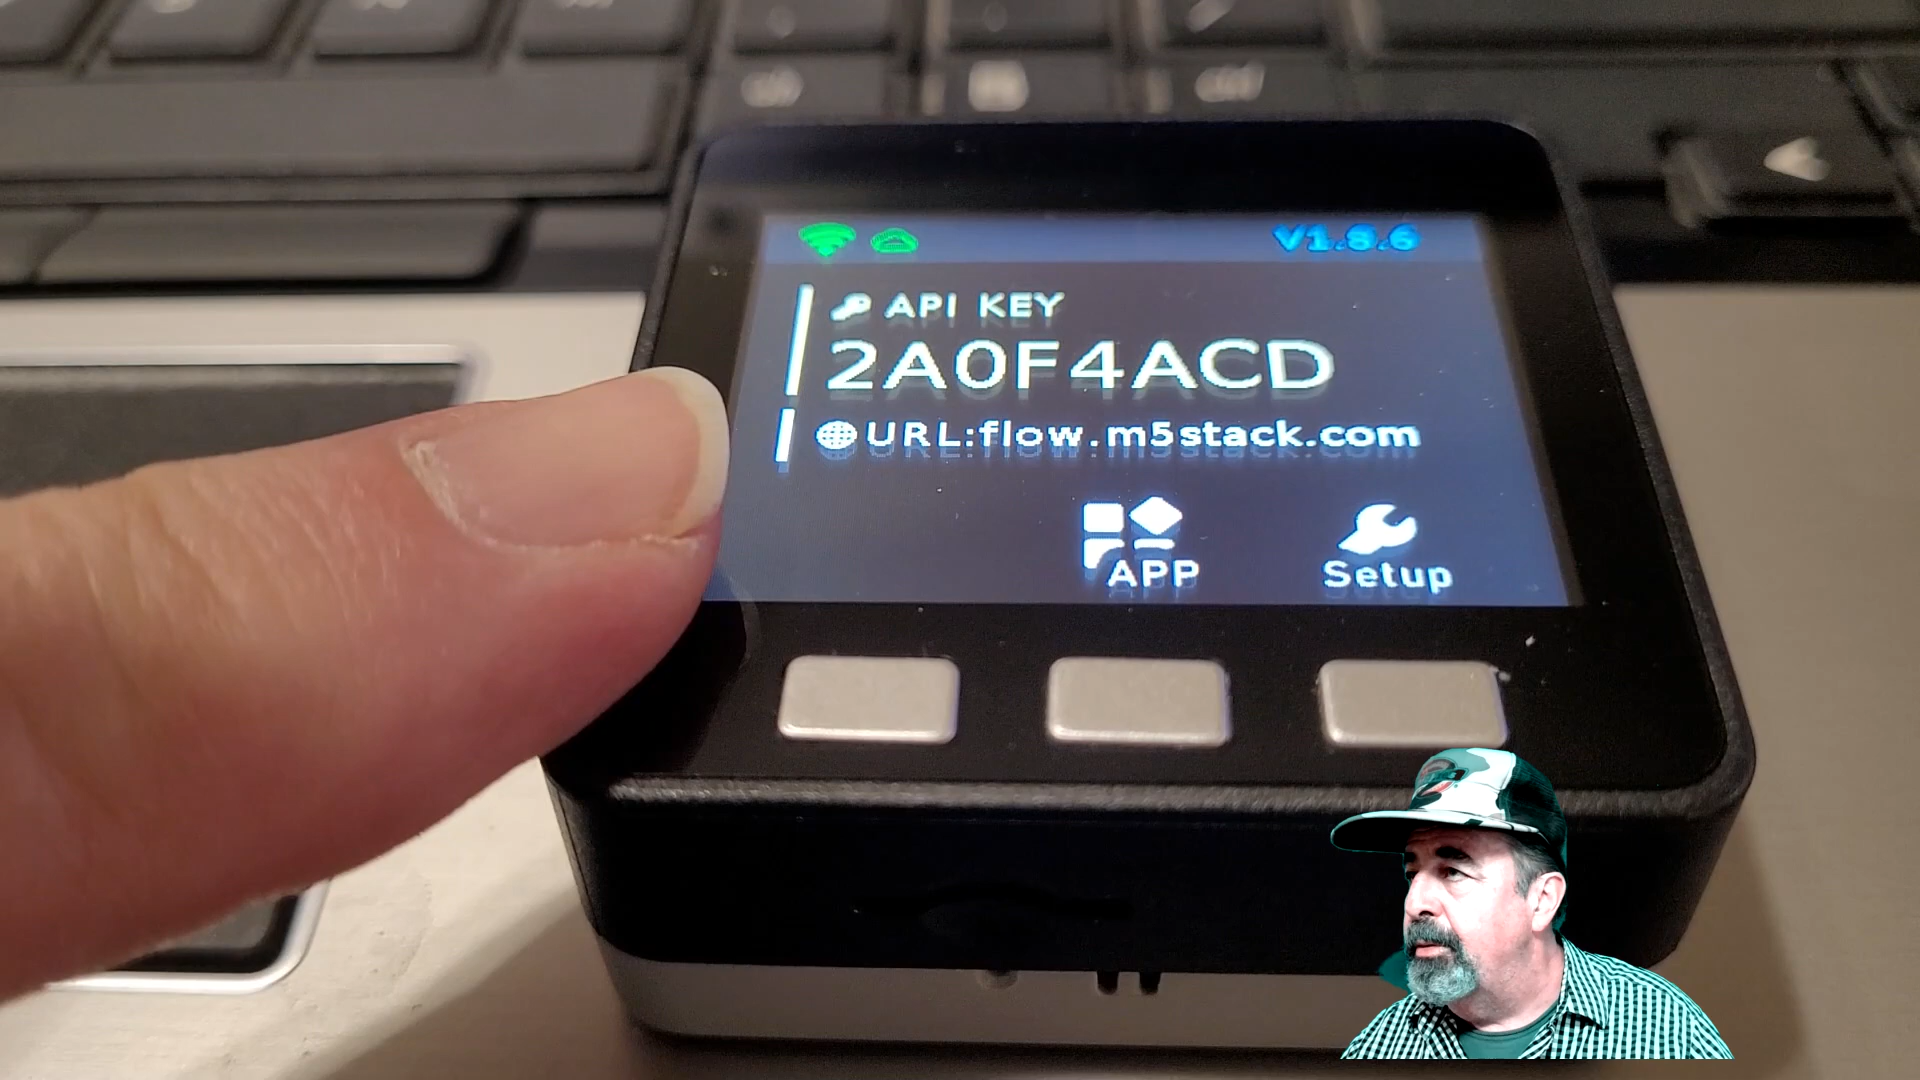 V1.8.6
API KEY
2A0F4ACD
URL:flow.m5stack.com
APP
Setup